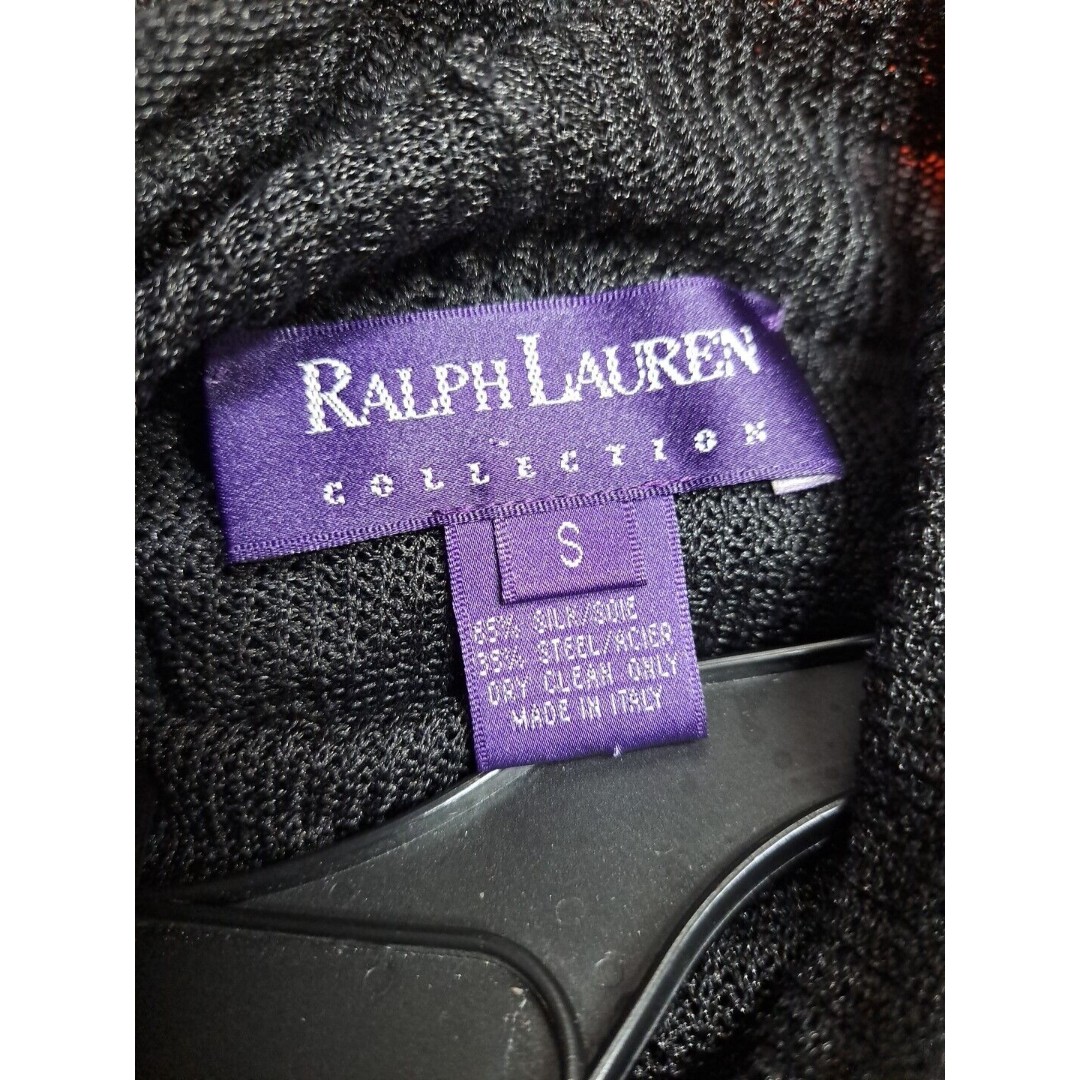 RALPH LAUREN
COLLECTION
S
65% SILK/SOIE
35% STEEL/ACIER
DRY CLEAN ONLY
MADE IN ITALY